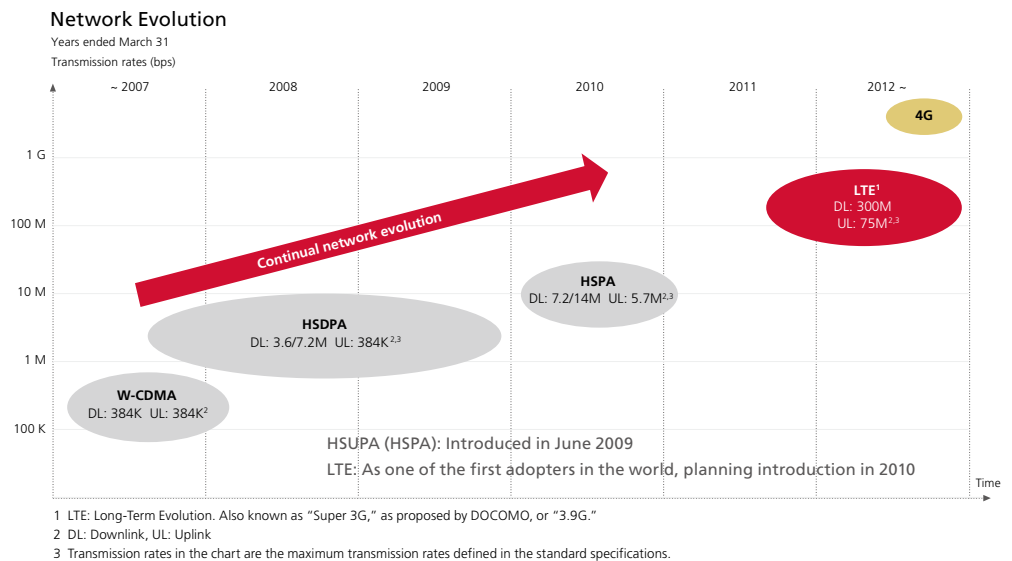 Network Evolution
Years ended March 31
Transmission rates (bps)
~ 2007 2008 2009 2010 2011 2012 ~
4G
1 G
LTE1
DL: 300M
UL: 75M2,3
100 M
Continual network evolution
10 M
HSPA
DL: 7.2/14M UL: 5.7M2,3
HSDPA
DL: 3.6/7.2M UL: 384K2,3
1 M
W-CDMA
DL: 384K UL: 384K2
100 K
HSUPA (HSPA): Introduced in June 2009
LTE: As one of the first adopters in the world, planning introduction in 2010
Time
1 LTE: Long-Term Evolution. Also known as “Super 3G,” as proposed by DOCOMO, or “3.9G.”
2 DL: Downlink, UL: Uplink
3 Transmission rates in the chart are the maximum transmission rates defined in the standard specifications.